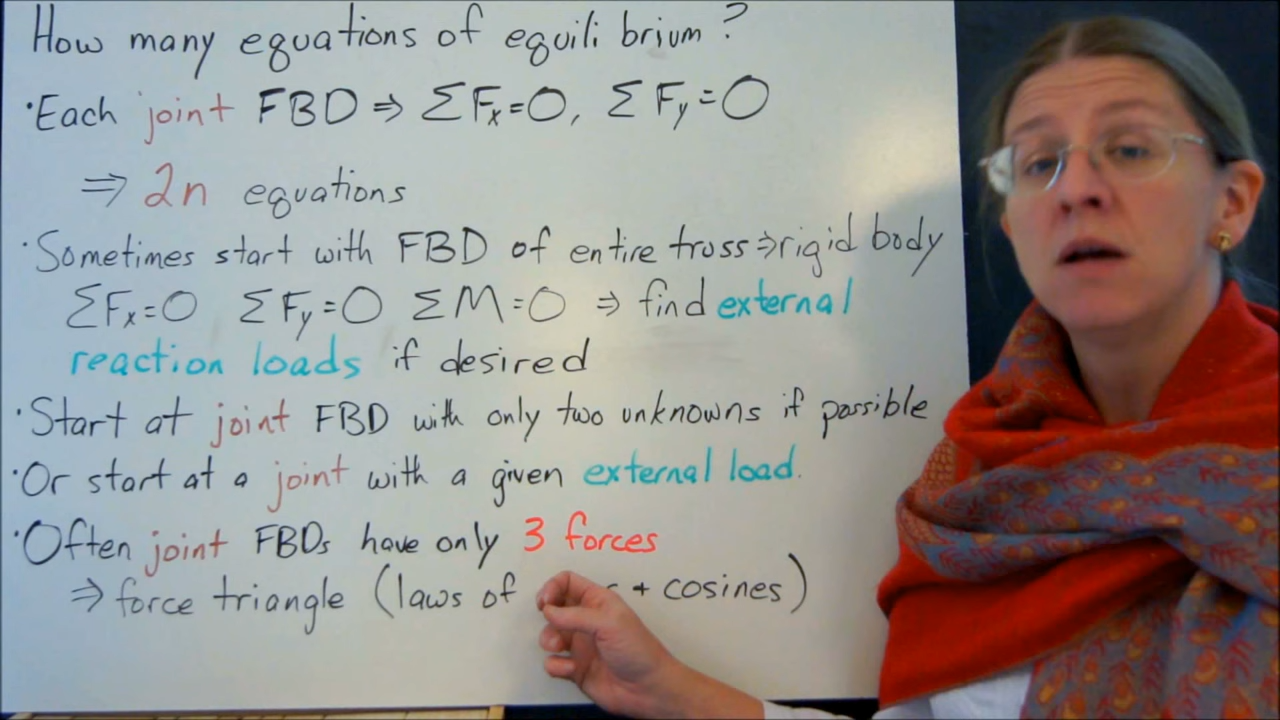 How many equations of equili brium?
·Each joint FBD ⇒ ΣFx=0, ΣFy=0
⇒ 2n equations
·Sometimes start with FBD of entire truss⇒rigid body
ΣFx=0 ΣFy=0 ΣM=0 ⇒ find external
reaction loads if desired
·Start at joint FBD with only two unknowns if possible
·Or start at a joint with a given external load.
·Often joint FBDs have only 3 forces
⇒ force triangle (laws of + cosines)